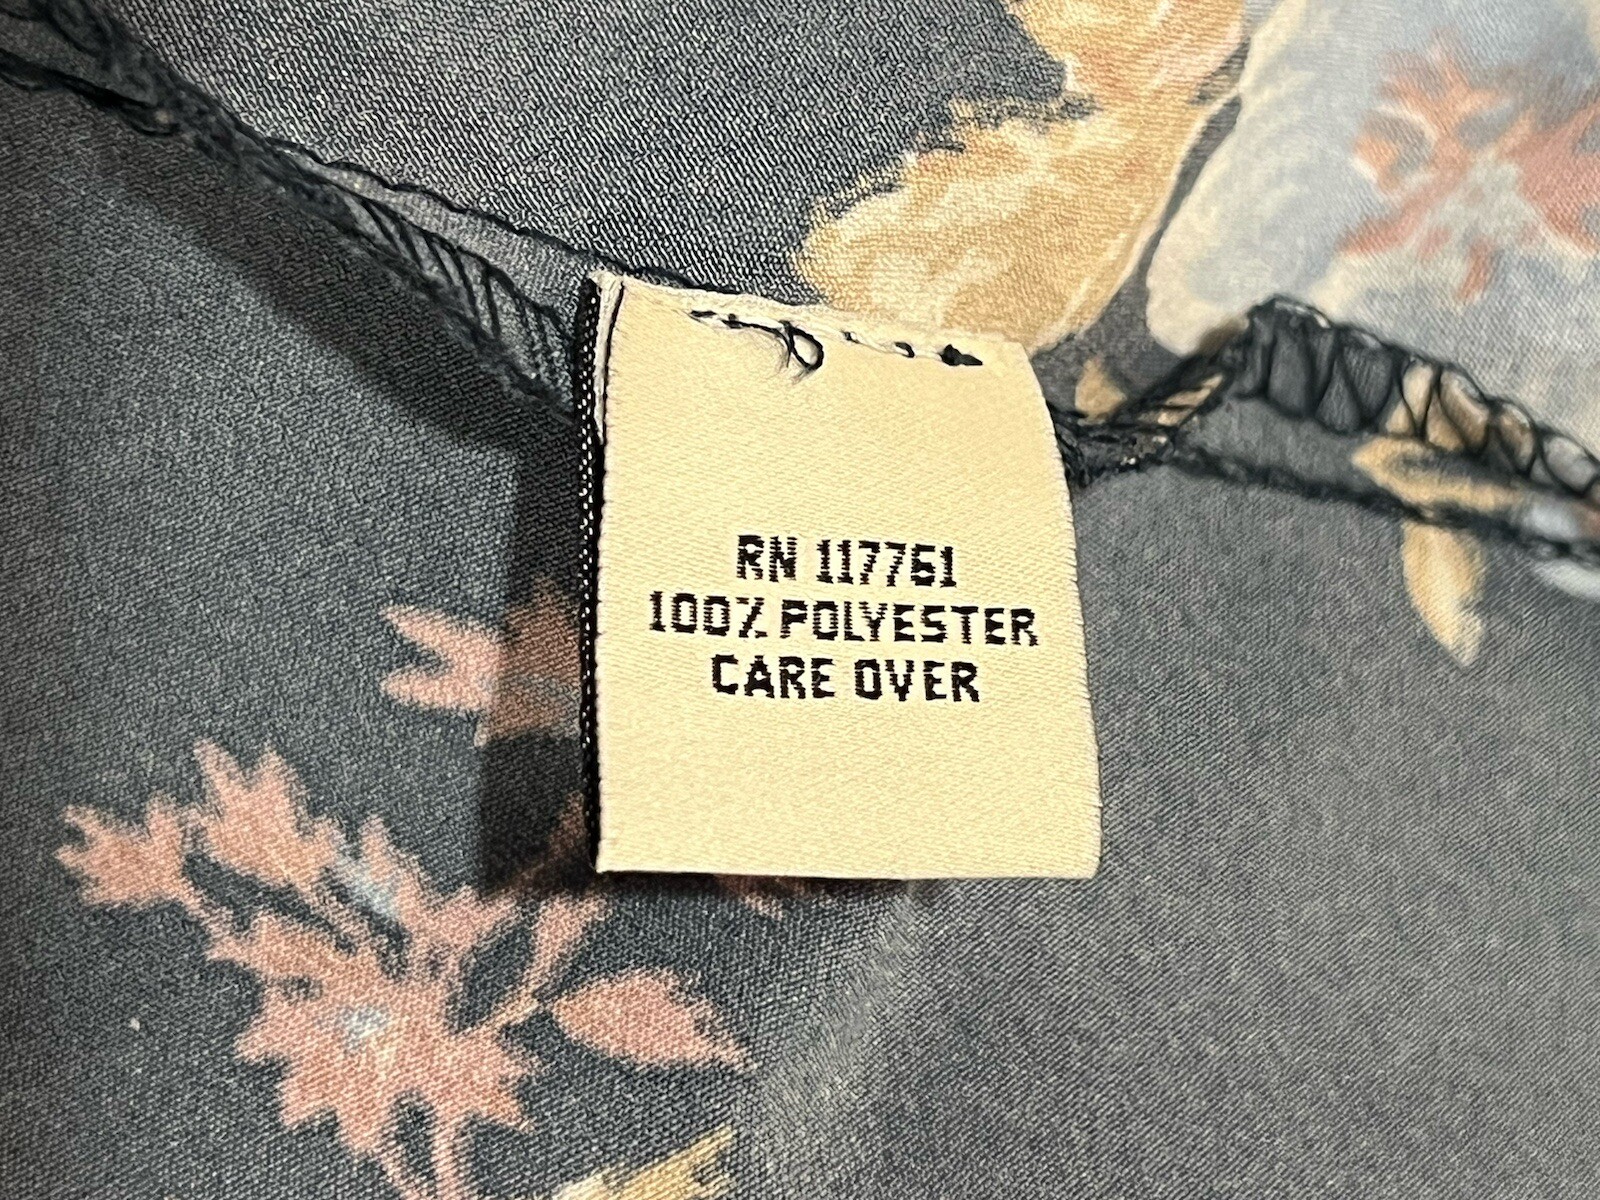 RN 117761
100% POLYESTER
CARE OVER